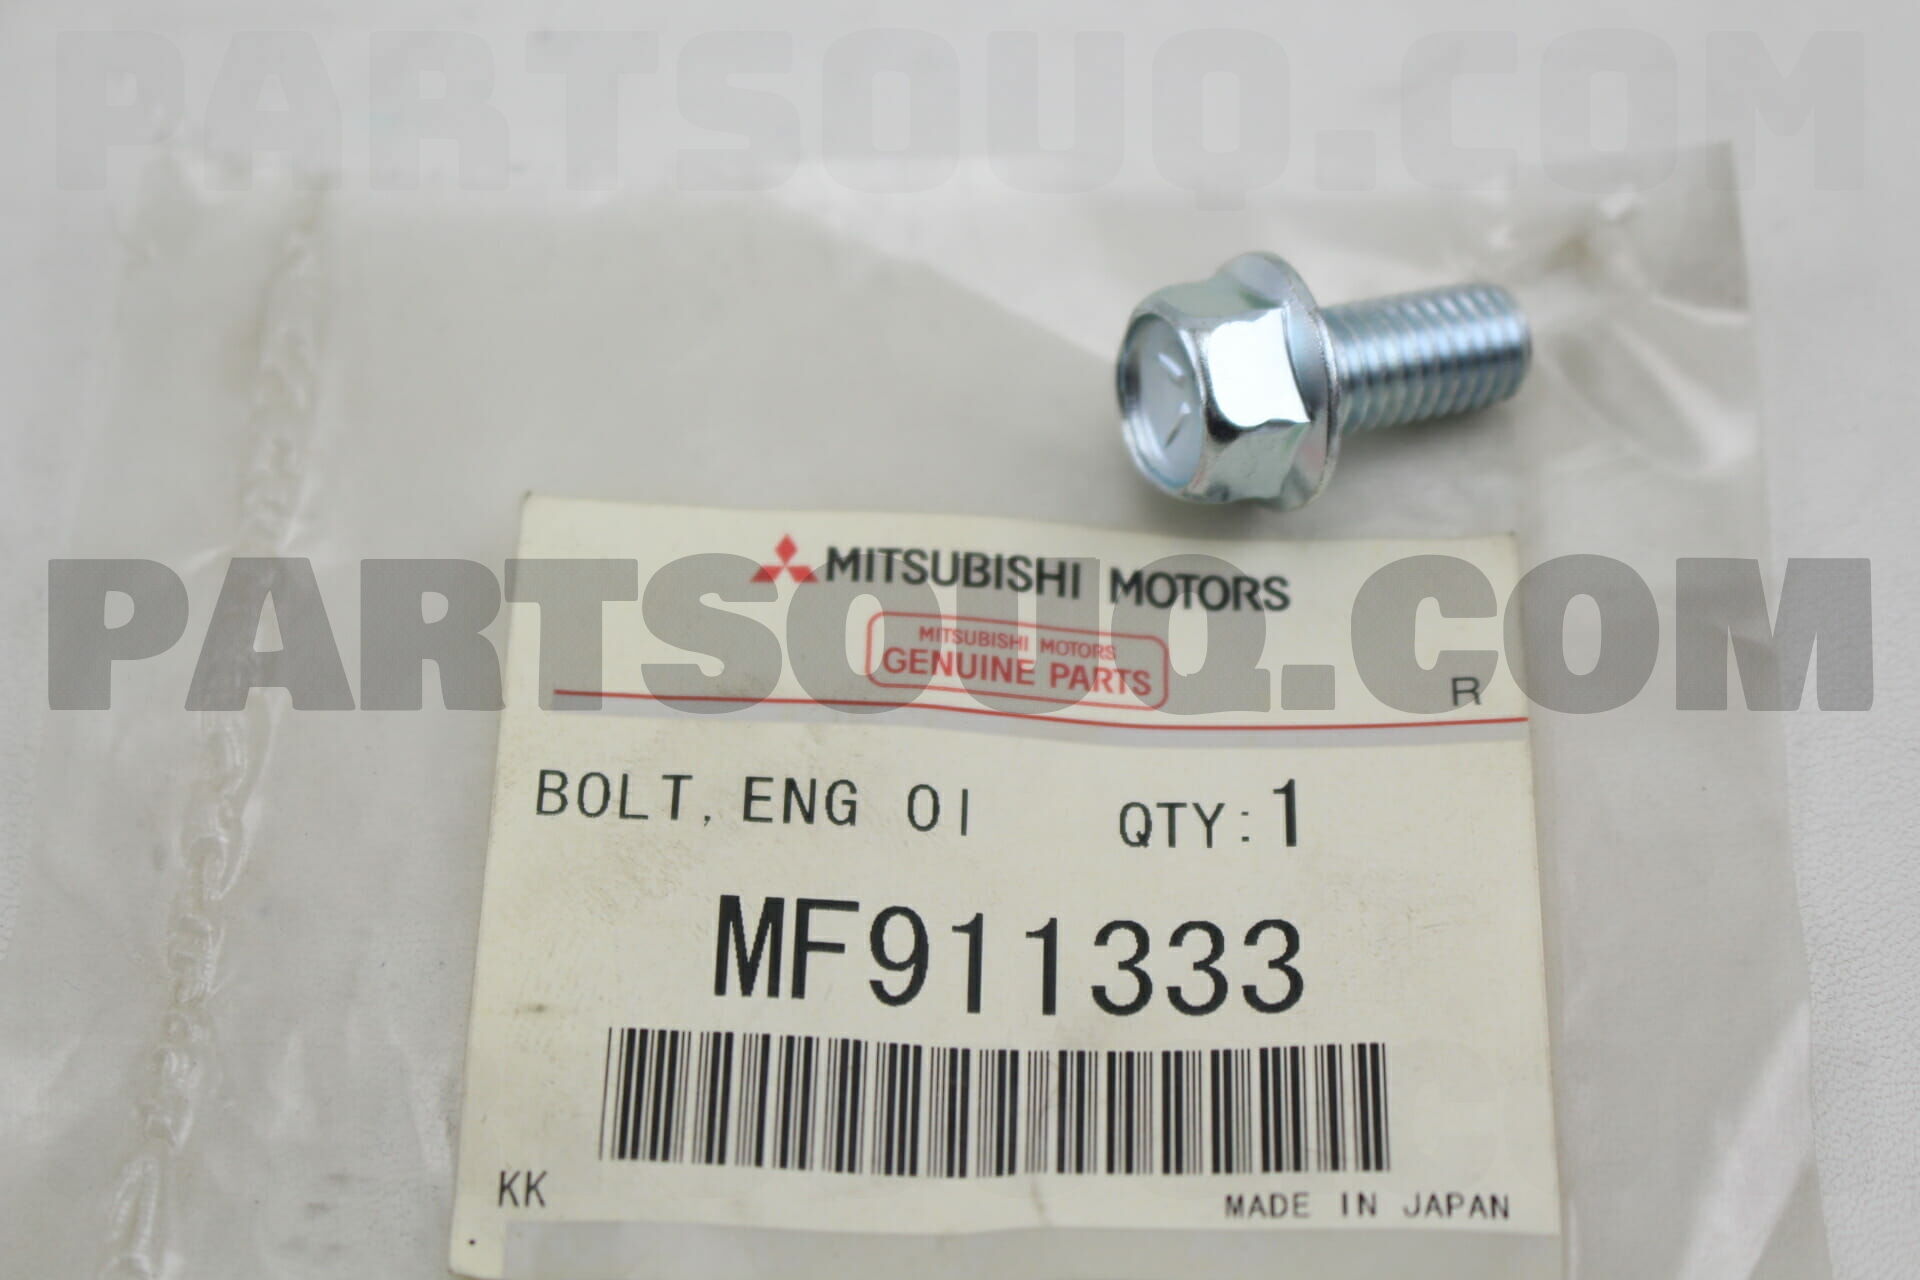 PARTSOUQ.COM
MITSUBISHI MOTORS
PARTSOUQ.COM
MITSUBISHI MOTORS
GENUINE PARTS
R
BOLT, ENG OI QTY:1
MF911333
KK
MADE IN JAPAN